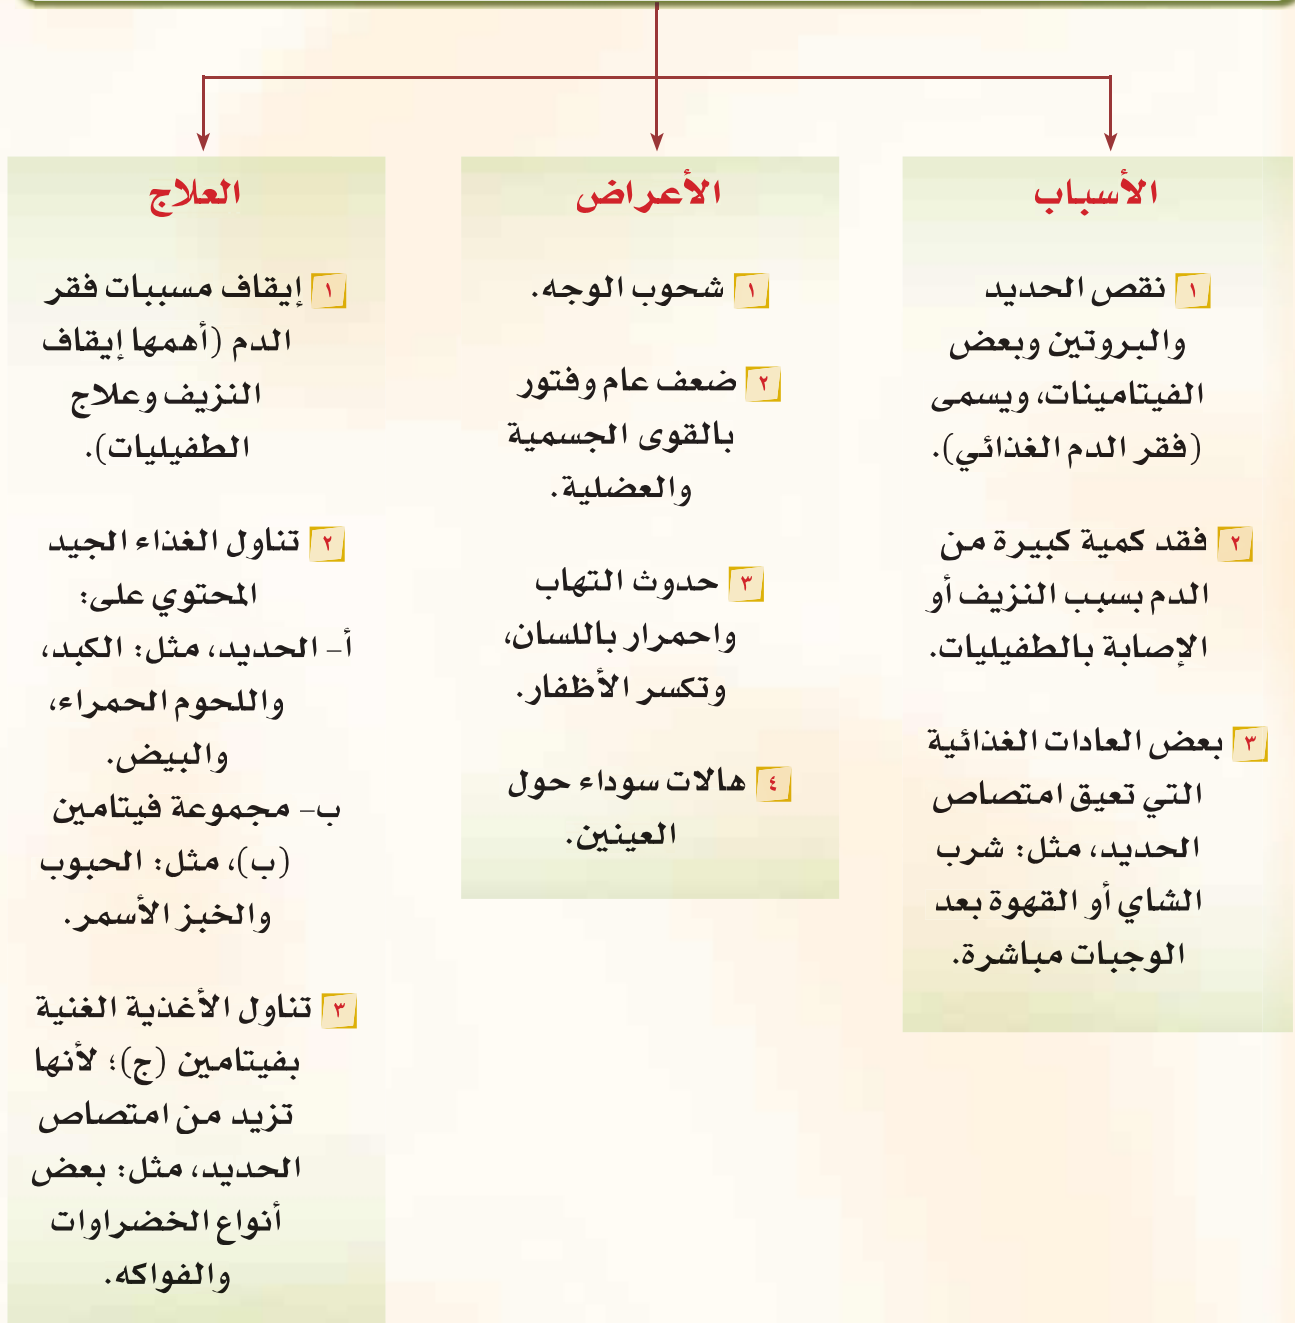 الأسباب
١ نقص الحديد
والبروتين وبعض
الفيتامينات، ويسمى
(فقر الدم الغذائي).
٢ فقد كمية كبيرة من
الدم بسبب النزيف أو
الإصابة بالطفيليات.
٣ بعض العادات الغذائية
التي تعيق امتصاص
الحديد، مثل: شرب
الشاي أو القهوة بعد
الوجبات مباشرة.
الأعراض
١ شحوب الوجه.
٢ ضعف عام وفتور
بالقوى الجسمية
والعضلية.
٣ حدوث التهاب
واحمرار باللسان،
وتكسر الأظفار.
٤ هالات سوداء حول
العينين.
العلاج
١ إيقاف مسببات فقر
الدم (أهمها إيقاف
النزيف وعلاج
الطفيليات).
٢ تناول الغذاء الجيد
المحتوي على:
أ– الحديد، مثل: الكبد،
واللحوم الحمراء،
والبيض.
ب– مجموعة فيتامين
(ب)، مثل: الحبوب
والخبز الأسمر.
٣ تناول الأغذية الغنية
بفيتامين (ج)؛ لأنها
تزيد من امتصاص
الحديد، مثل: بعض
أنواع الخضراوات
والفواكه.